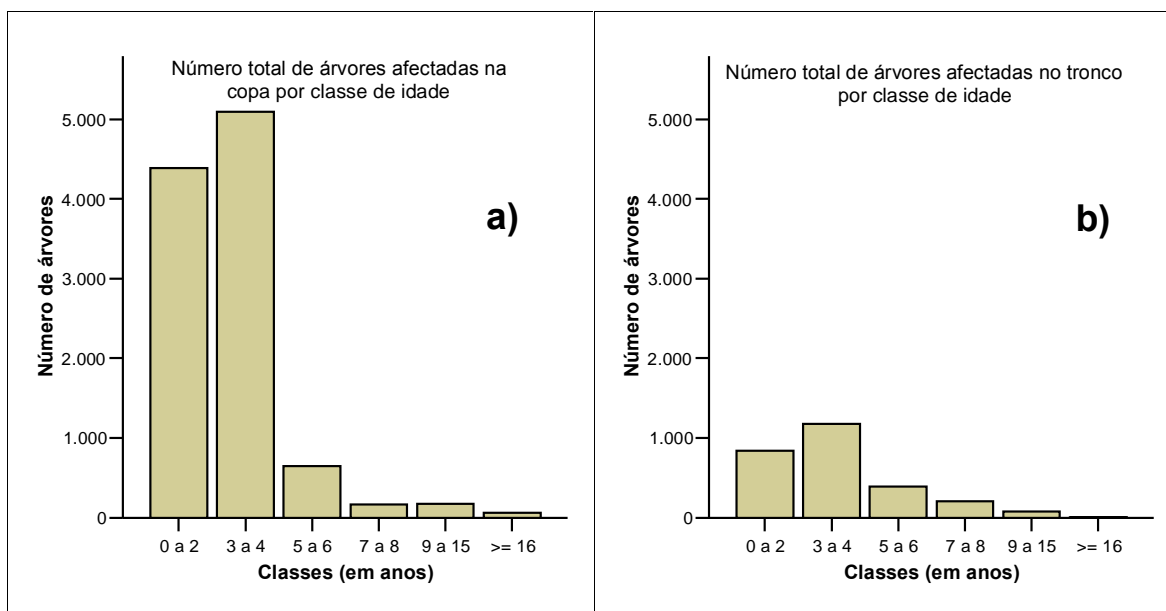 Número total de árvores afectadas na
copa por classe de idade
5.000
4.000
3.000
2.000
1.000
0
Número de árvores
a)
0 a 2
3 a 4
5 a 6
7 a 8
9 a 15
>= 16
Classes (em anos)
Número total de árvores afectadas no tronco
por classe de idade
5.000
4.000
3.000
2.000
1.000
0
Número de árvores
b)
0 a 2
3 a 4
5 a 6
7 a 8
9 a 15
>= 16
Classes (em anos)